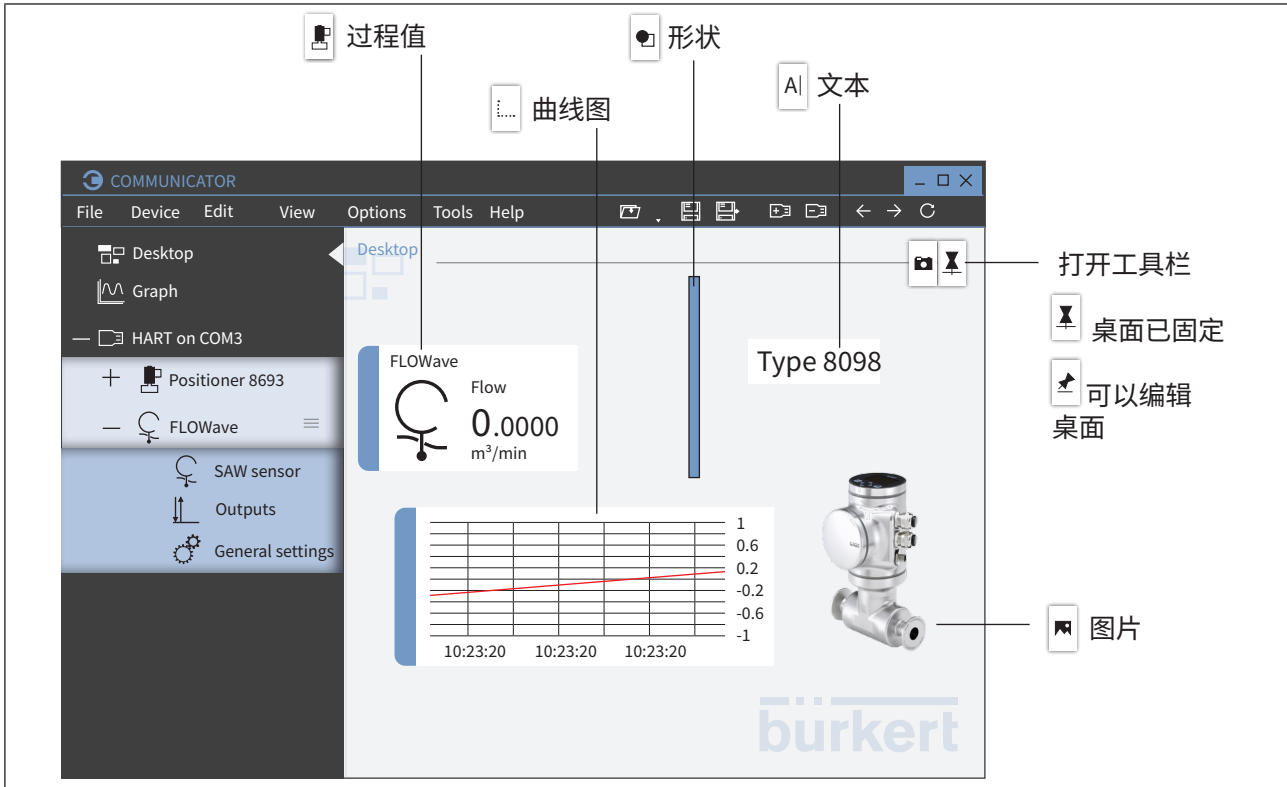 过程值
形状
曲线图
A| 文本
COMMUNICATOR
File Device Edit View Options Tools Help
Desktop
Graph
HART on COM3
Positioner 8693
FLOWave
SAW sensor
Outputs
General settings
Desktop
FLOWave
Flow
0.0000
m³/min
Type 8098
1
0.6
0.2
-0.2
-0.6
-1
10:23:20 10:23:20 10:23:20
打开工具栏
桌面已固定
可以编辑
桌面
图片
bürkert